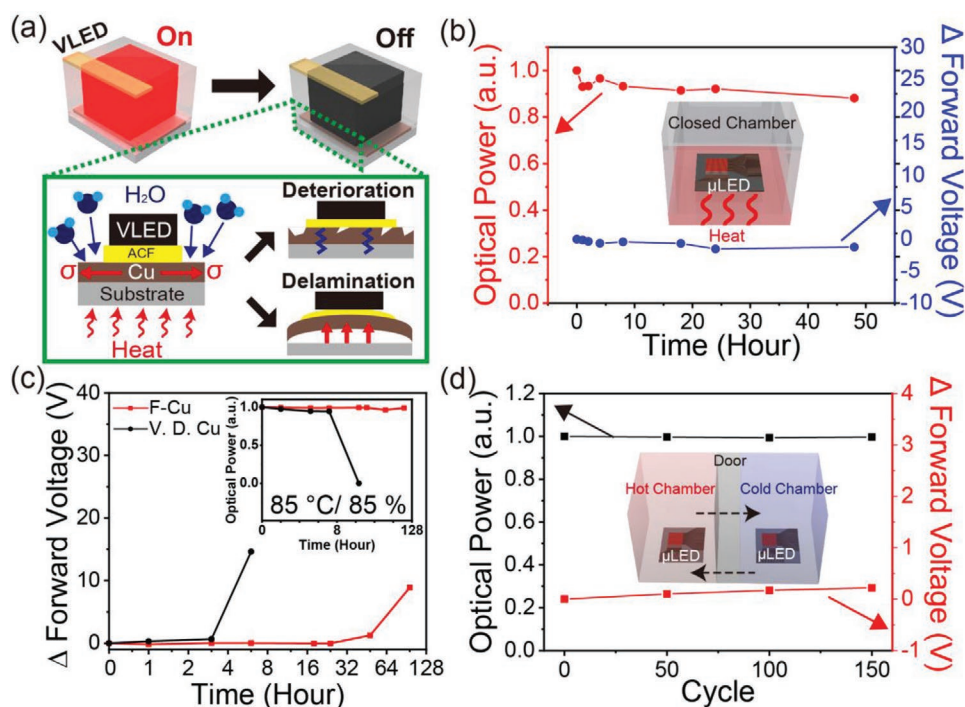 (a)
VLED
On
Off
H₂O
VLED
ACF
σ
Cu
σ
Substrate
Heat
Deterioration
Delamination
(b)
Optical Power (a.u.)
1.0
0.8
0.6
0.4
0.2
0.0
Closed Chamber
μLED
Heat
0 10 20 30 40 50
Time (Hour)
30
25
20
15
10
5
0
-5
-10
Δ Forward Voltage (V)
(c)
Δ Forward Voltage (V)
40
30
20
10
0
F-Cu
V. D. Cu
Optical Power (a.u.)
1.0
0.5
0.0
85 °C/ 85 %
0 8 128
Time (Hour)
0 1 2 4 8 16 32 64 128
Time (Hour)
(d)
Optical Power (a.u.)
1.2
1.0
0.8
0.6
0.4
0.2
0.0
Door
Hot Chamber
Cold Chamber
μLED
μLED
0 50 100 150
Cycle
4
3
2
1
0
-1
Δ Forward Voltage (V)